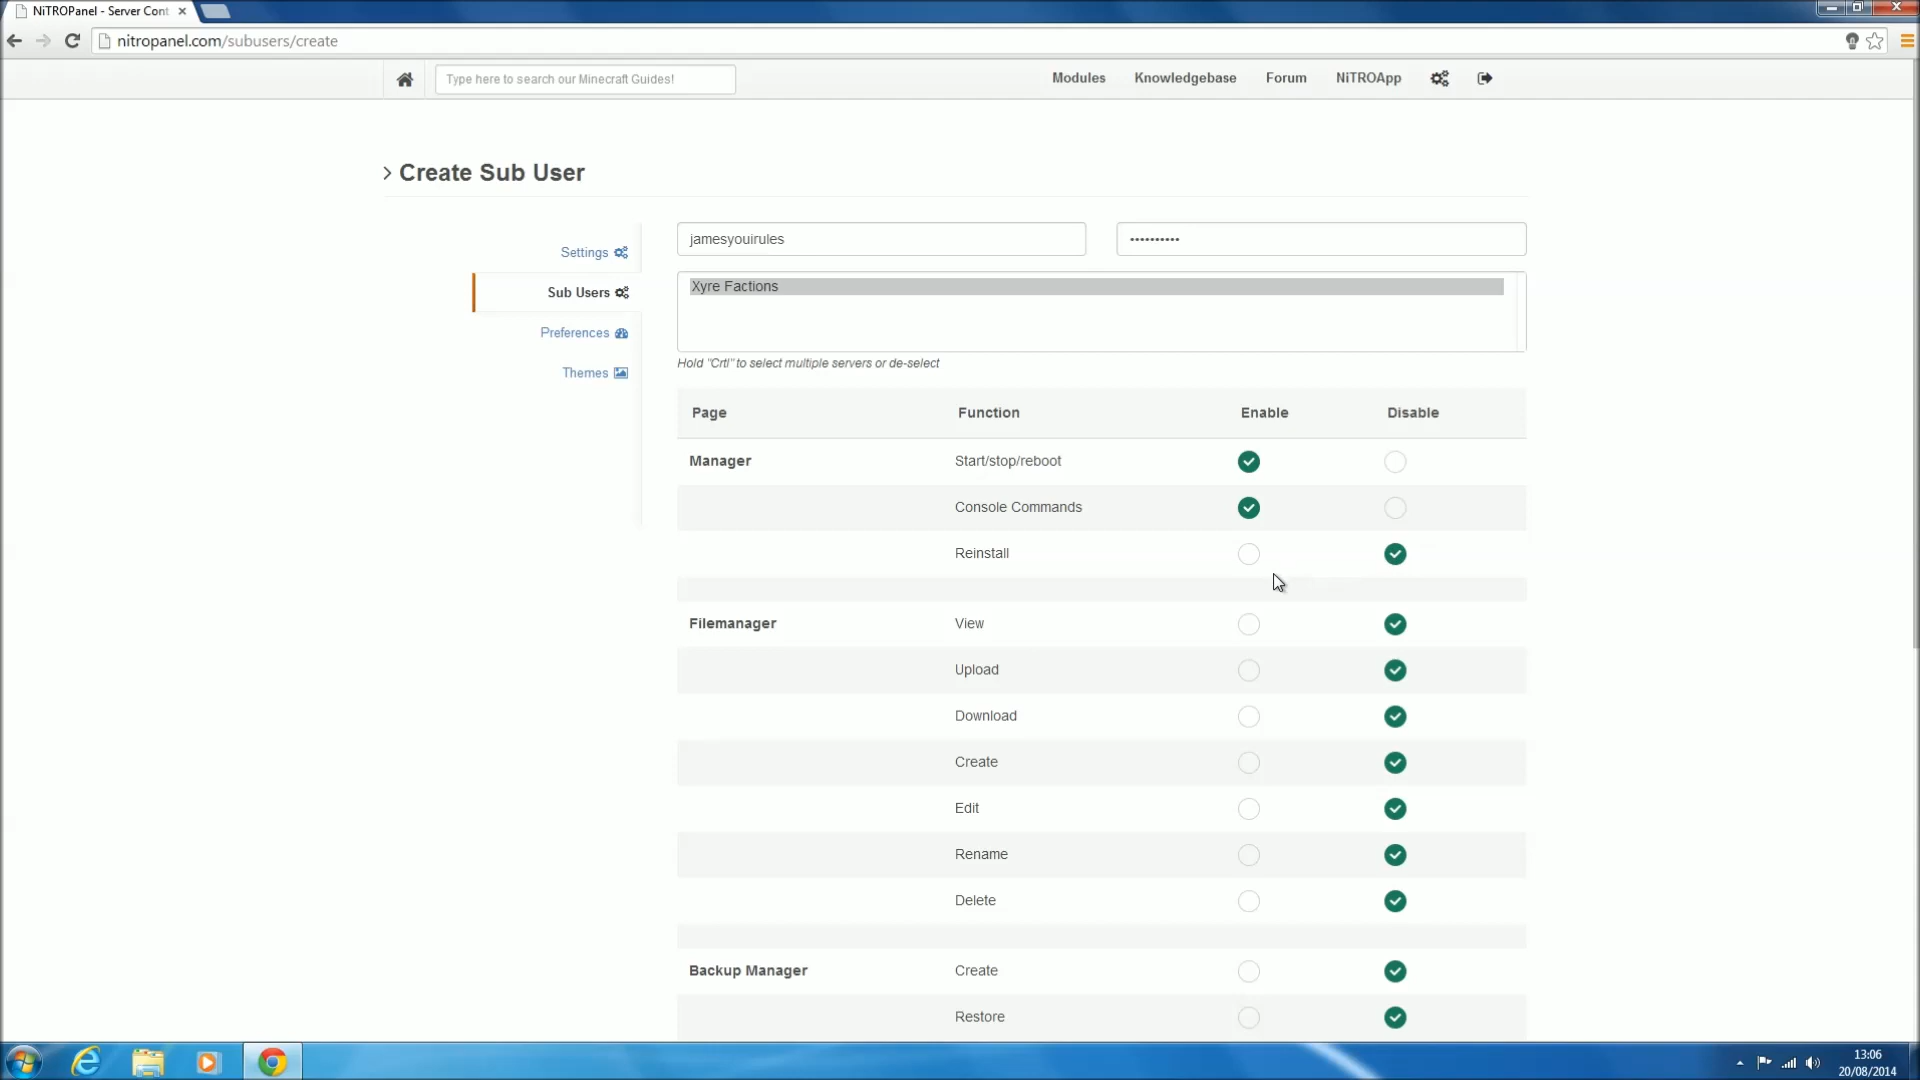 NiTROPanel - Server Cont
nitropanel.com/subusers/create
Type here to search our Minecraft Guides!
Modules
Knowledgebase
Forum
NiTROApp
Create Sub User
Settings
Sub Users
Preferences
Themes
jamesyouirules
••••••••••
Xyre Factions
Hold "Crtl" to select multiple servers or de-select
Page Function Enable Disable
Manager Start/stop/reboot
Console Commands
Reinstall
Filemanager View
Upload
Download
Create
Edit
Rename
Delete
Backup Manager Create
Restore
13:06
20/08/2014